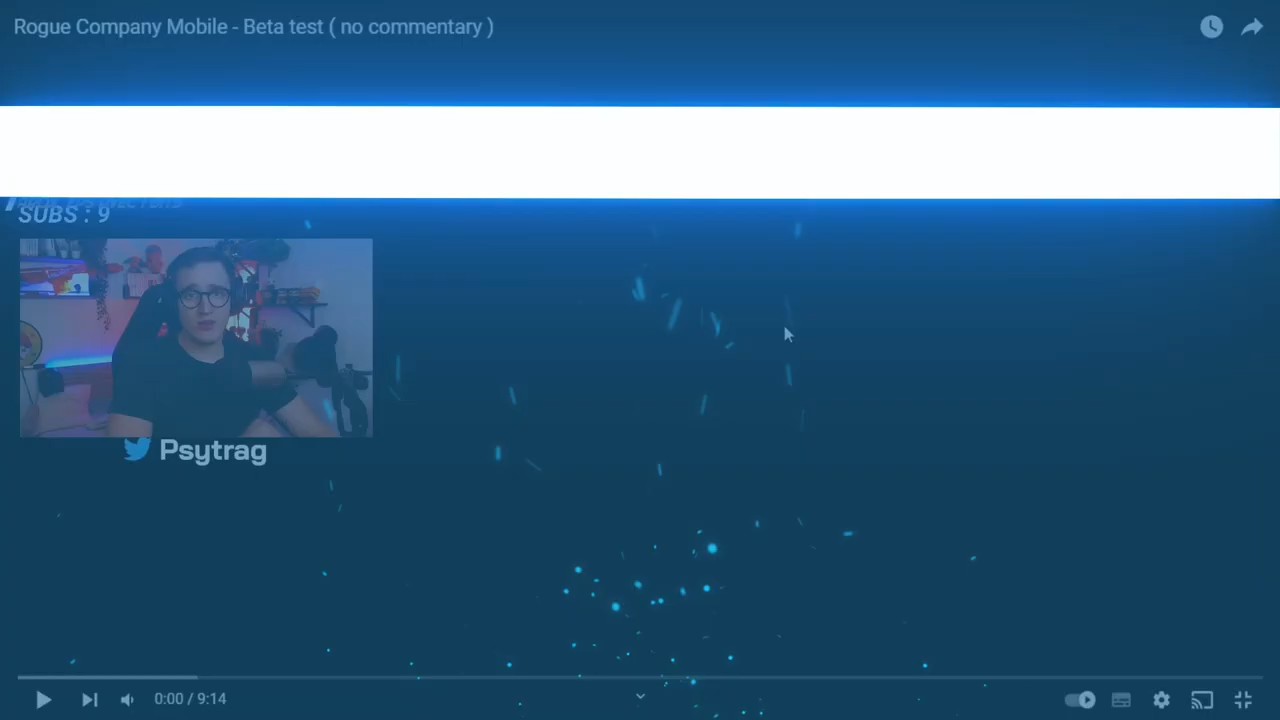 Rogue Company Mobile - Beta test ( no commentary )
SUBS : 9
Psytrag
0:00 / 9:14